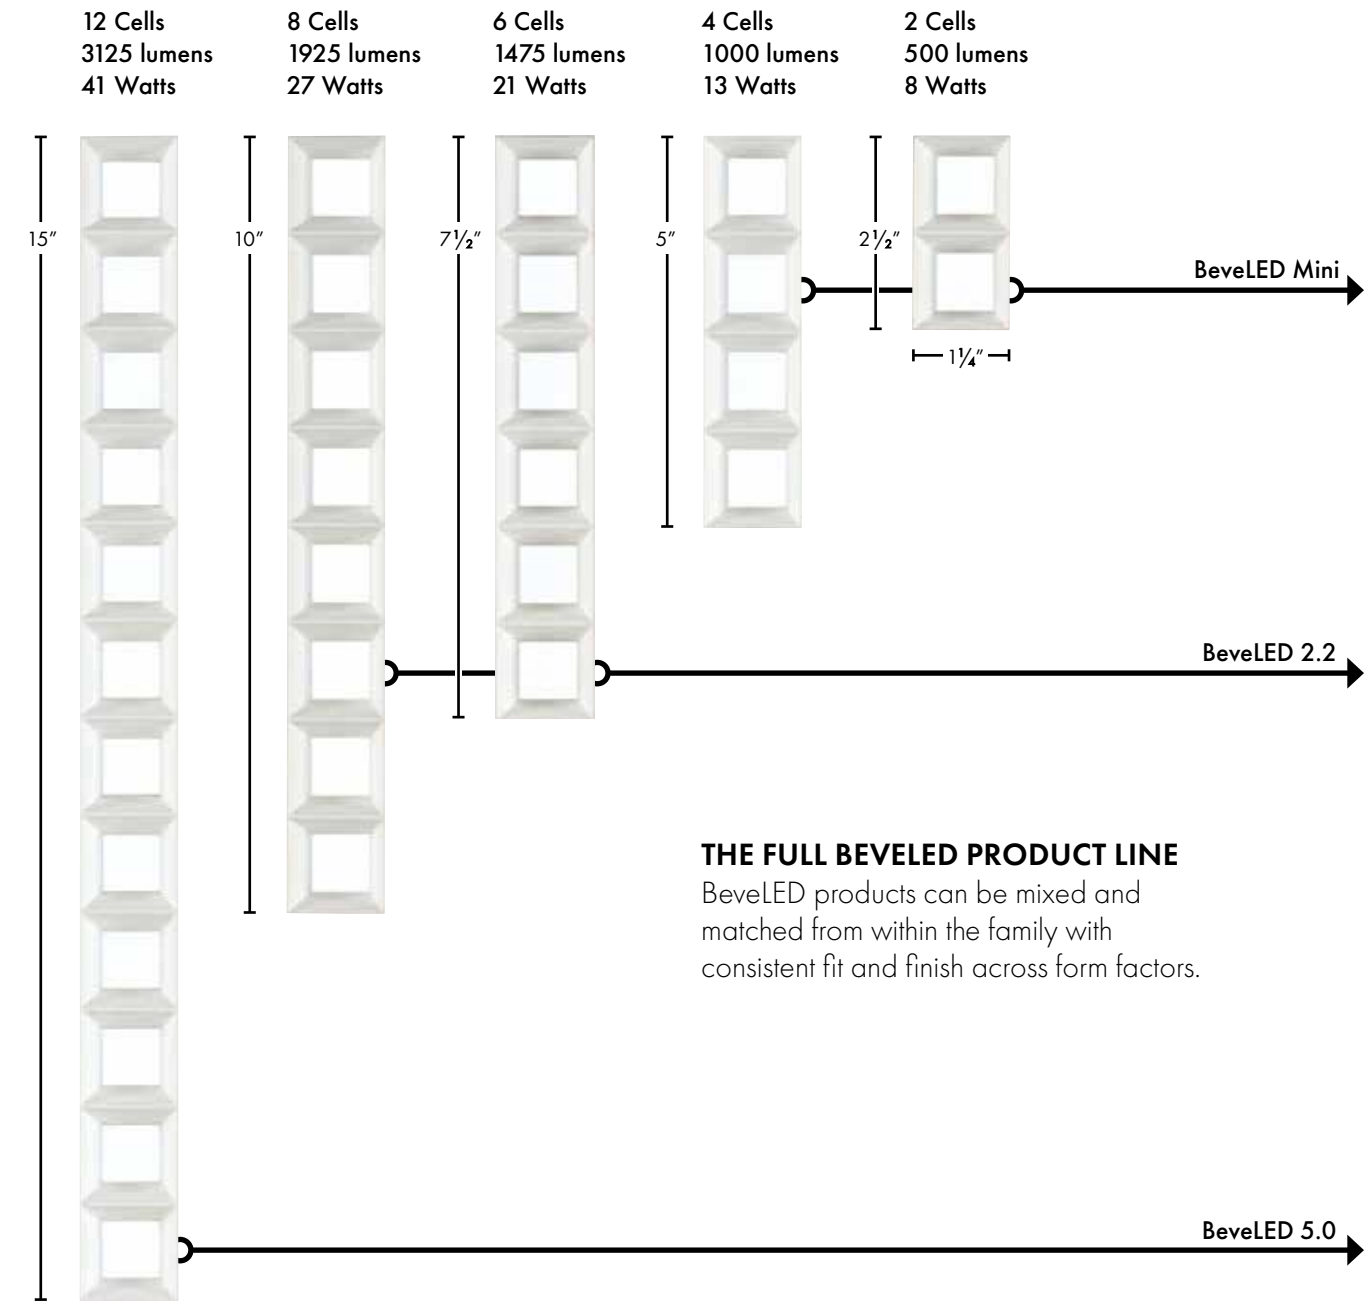 12 Cells
3125 lumens
41 Watts
8 Cells
1925 lumens
27 Watts
6 Cells
1475 lumens
21 Watts
4 Cells
1000 lumens
13 Watts
2 Cells
500 lumens
8 Watts
15″
10″
7½″
5″
2½″
BeveLED Mini
1¼″
BeveLED 2.2
THE FULL BEVELED PRODUCT LINE
BeveLED products can be mixed and
matched from within the family with
consistent fit and finish across form factors.
BeveLED 5.0